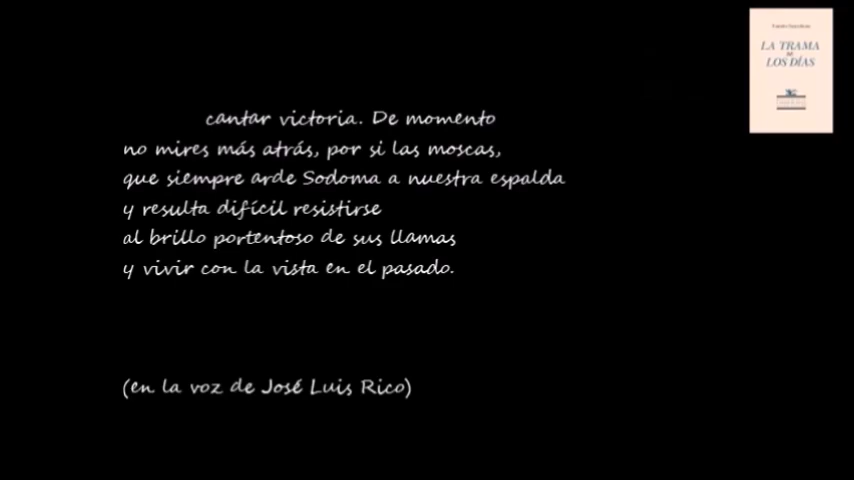 LA TRAMA
DE
LOS DÍAS
cantar victoria. De momento
no mires más atrás, por si las moscas,
que siempre arde Sodoma a nuestra espalda
y resulta difícil resistirse
al brillo portentoso de sus llamas
y vivir con la vista en el pasado.
(en la voz de José Luis Rico)